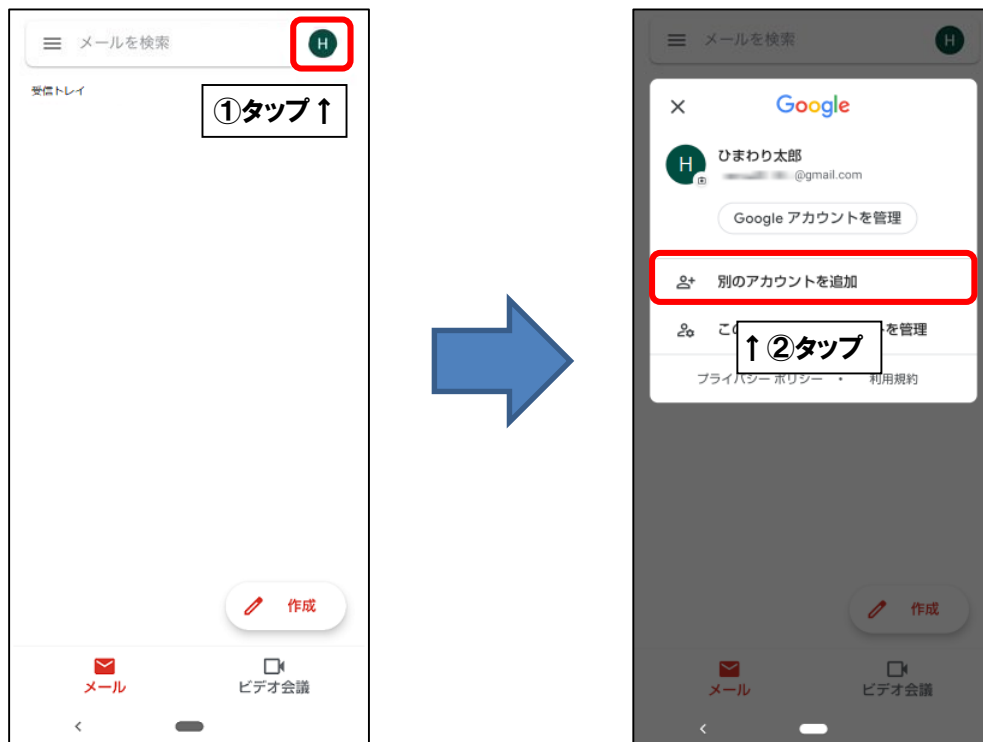 メールを検索
H
受信トレイ
①タップ↑
作成
メール
ビデオ会議
メールを検索
H
Google
H
ひまわり太郎
@gmail.com
Google アカウントを管理
別のアカウントを追加
こ を管理
↑②タップ
プライバシー ポリシー ・ 利用規約
作成
メール
ビデオ会議